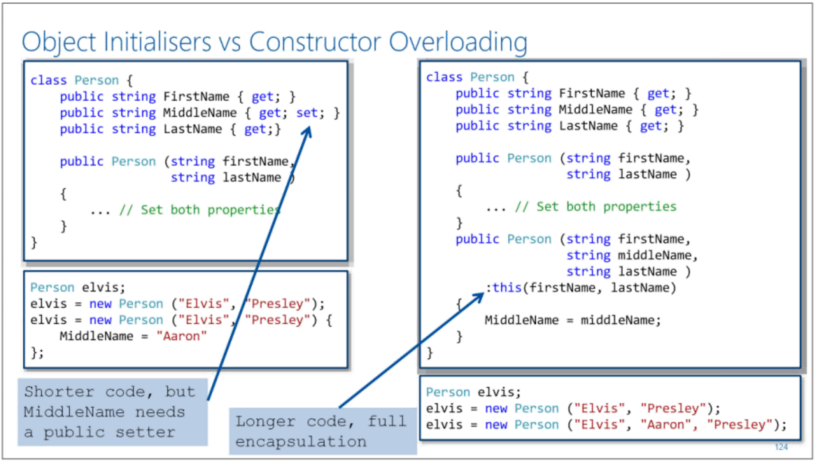 Object Initialisers vs Constructor Overloading
class Person {
    public string FirstName { get; }
    public string MiddleName { get; set; }
    public string LastName { get;}
    public Person (string firstName,
                   string lastName )
    {
        ... // Set both properties
    }
}
Person elvis;
elvis = new Person ("Elvis", "Presley");
elvis = new Person ("Elvis", "Presley") {
    MiddleName = "Aaron"
};
Shorter code, but
MiddleName needs
a public setter
class Person {
    public string FirstName { get; }
    public string MiddleName { get; }
    public string LastName { get; }
    public Person (string firstName,
                   string lastName )
    {
        ... // Set both properties
    }
    public Person (string firstName,
                   string middleName,
                   string lastName )
        :this(firstName, lastName)
    {
        MiddleName = middleName;
    }
}
Longer code, full
encapsulation
Person elvis;
elvis = new Person ("Elvis", "Presley");
elvis = new Person ("Elvis", "Aaron", "Presley");
124